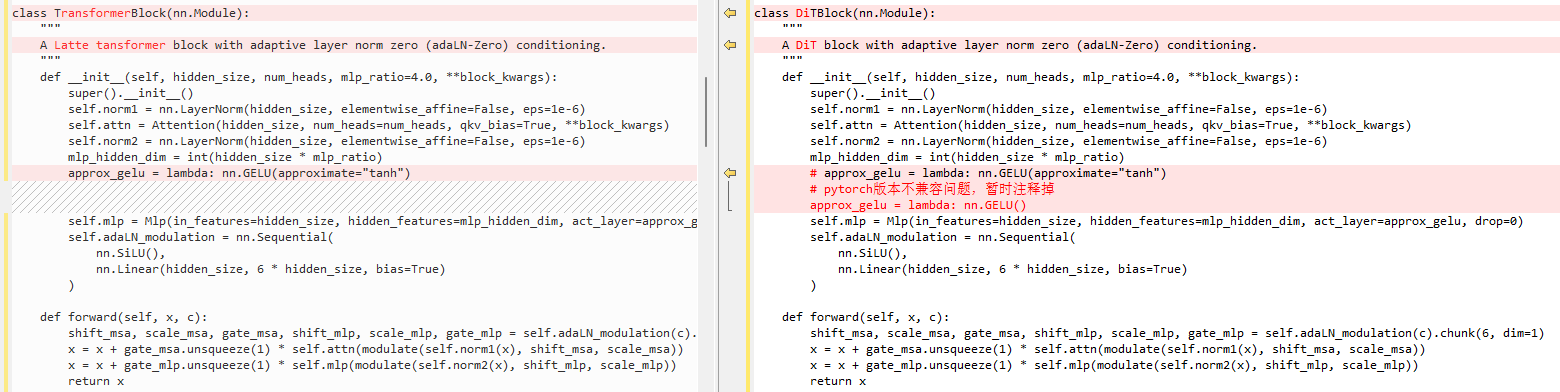 class TransformerBlock(nn.Module):
    """
    A Latte tansformer block with adaptive layer norm zero (adaLN-Zero) conditioning.
    """
    def __init__(self, hidden_size, num_heads, mlp_ratio=4.0, **block_kwargs):
        super().__init__()
        self.norm1 = nn.LayerNorm(hidden_size, elementwise_affine=False, eps=1e-6)
        self.attn = Attention(hidden_size, num_heads=num_heads, qkv_bias=True, **block_kwargs)
        self.norm2 = nn.LayerNorm(hidden_size, elementwise_affine=False, eps=1e-6)
        mlp_hidden_dim = int(hidden_size * mlp_ratio)
        approx_gelu = lambda: nn.GELU(approximate="tanh")
        self.mlp = Mlp(in_features=hidden_size, hidden_features=mlp_hidden_dim, act_layer=approx_g
        self.adaLN_modulation = nn.Sequential(
            nn.SiLU(),
            nn.Linear(hidden_size, 6 * hidden_size, bias=True)
        )
    def forward(self, x, c):
        shift_msa, scale_msa, gate_msa, shift_mlp, scale_mlp, gate_mlp = self.adaLN_modulation(c).
        x = x + gate_msa.unsqueeze(1) * self.attn(modulate(self.norm1(x), shift_msa, scale_msa))
        x = x + gate_mlp.unsqueeze(1) * self.mlp(modulate(self.norm2(x), shift_mlp, scale_mlp))
        return x
class DiTBlock(nn.Module):
    """
    A DiT block with adaptive layer norm zero (adaLN-Zero) conditioning.
    """
    def __init__(self, hidden_size, num_heads, mlp_ratio=4.0, **block_kwargs):
        super().__init__()
        self.norm1 = nn.LayerNorm(hidden_size, elementwise_affine=False, eps=1e-6)
        self.attn = Attention(hidden_size, num_heads=num_heads, qkv_bias=True, **block_kwargs)
        self.norm2 = nn.LayerNorm(hidden_size, elementwise_affine=False, eps=1e-6)
        mlp_hidden_dim = int(hidden_size * mlp_ratio)
        # approx_gelu = lambda: nn.GELU(approximate="tanh")
        # pytorch版本不兼容问题，暂时注释掉
        approx_gelu = lambda: nn.GELU()
        self.mlp = Mlp(in_features=hidden_size, hidden_features=mlp_hidden_dim, act_layer=approx_gelu, drop=0)
        self.adaLN_modulation = nn.Sequential(
            nn.SiLU(),
            nn.Linear(hidden_size, 6 * hidden_size, bias=True)
        )
    def forward(self, x, c):
        shift_msa, scale_msa, gate_msa, shift_mlp, scale_mlp, gate_mlp = self.adaLN_modulation(c).chunk(6, dim=1)
        x = x + gate_msa.unsqueeze(1) * self.attn(modulate(self.norm1(x), shift_msa, scale_msa))
        x = x + gate_mlp.unsqueeze(1) * self.mlp(modulate(self.norm2(x), shift_mlp, scale_mlp))
        return x